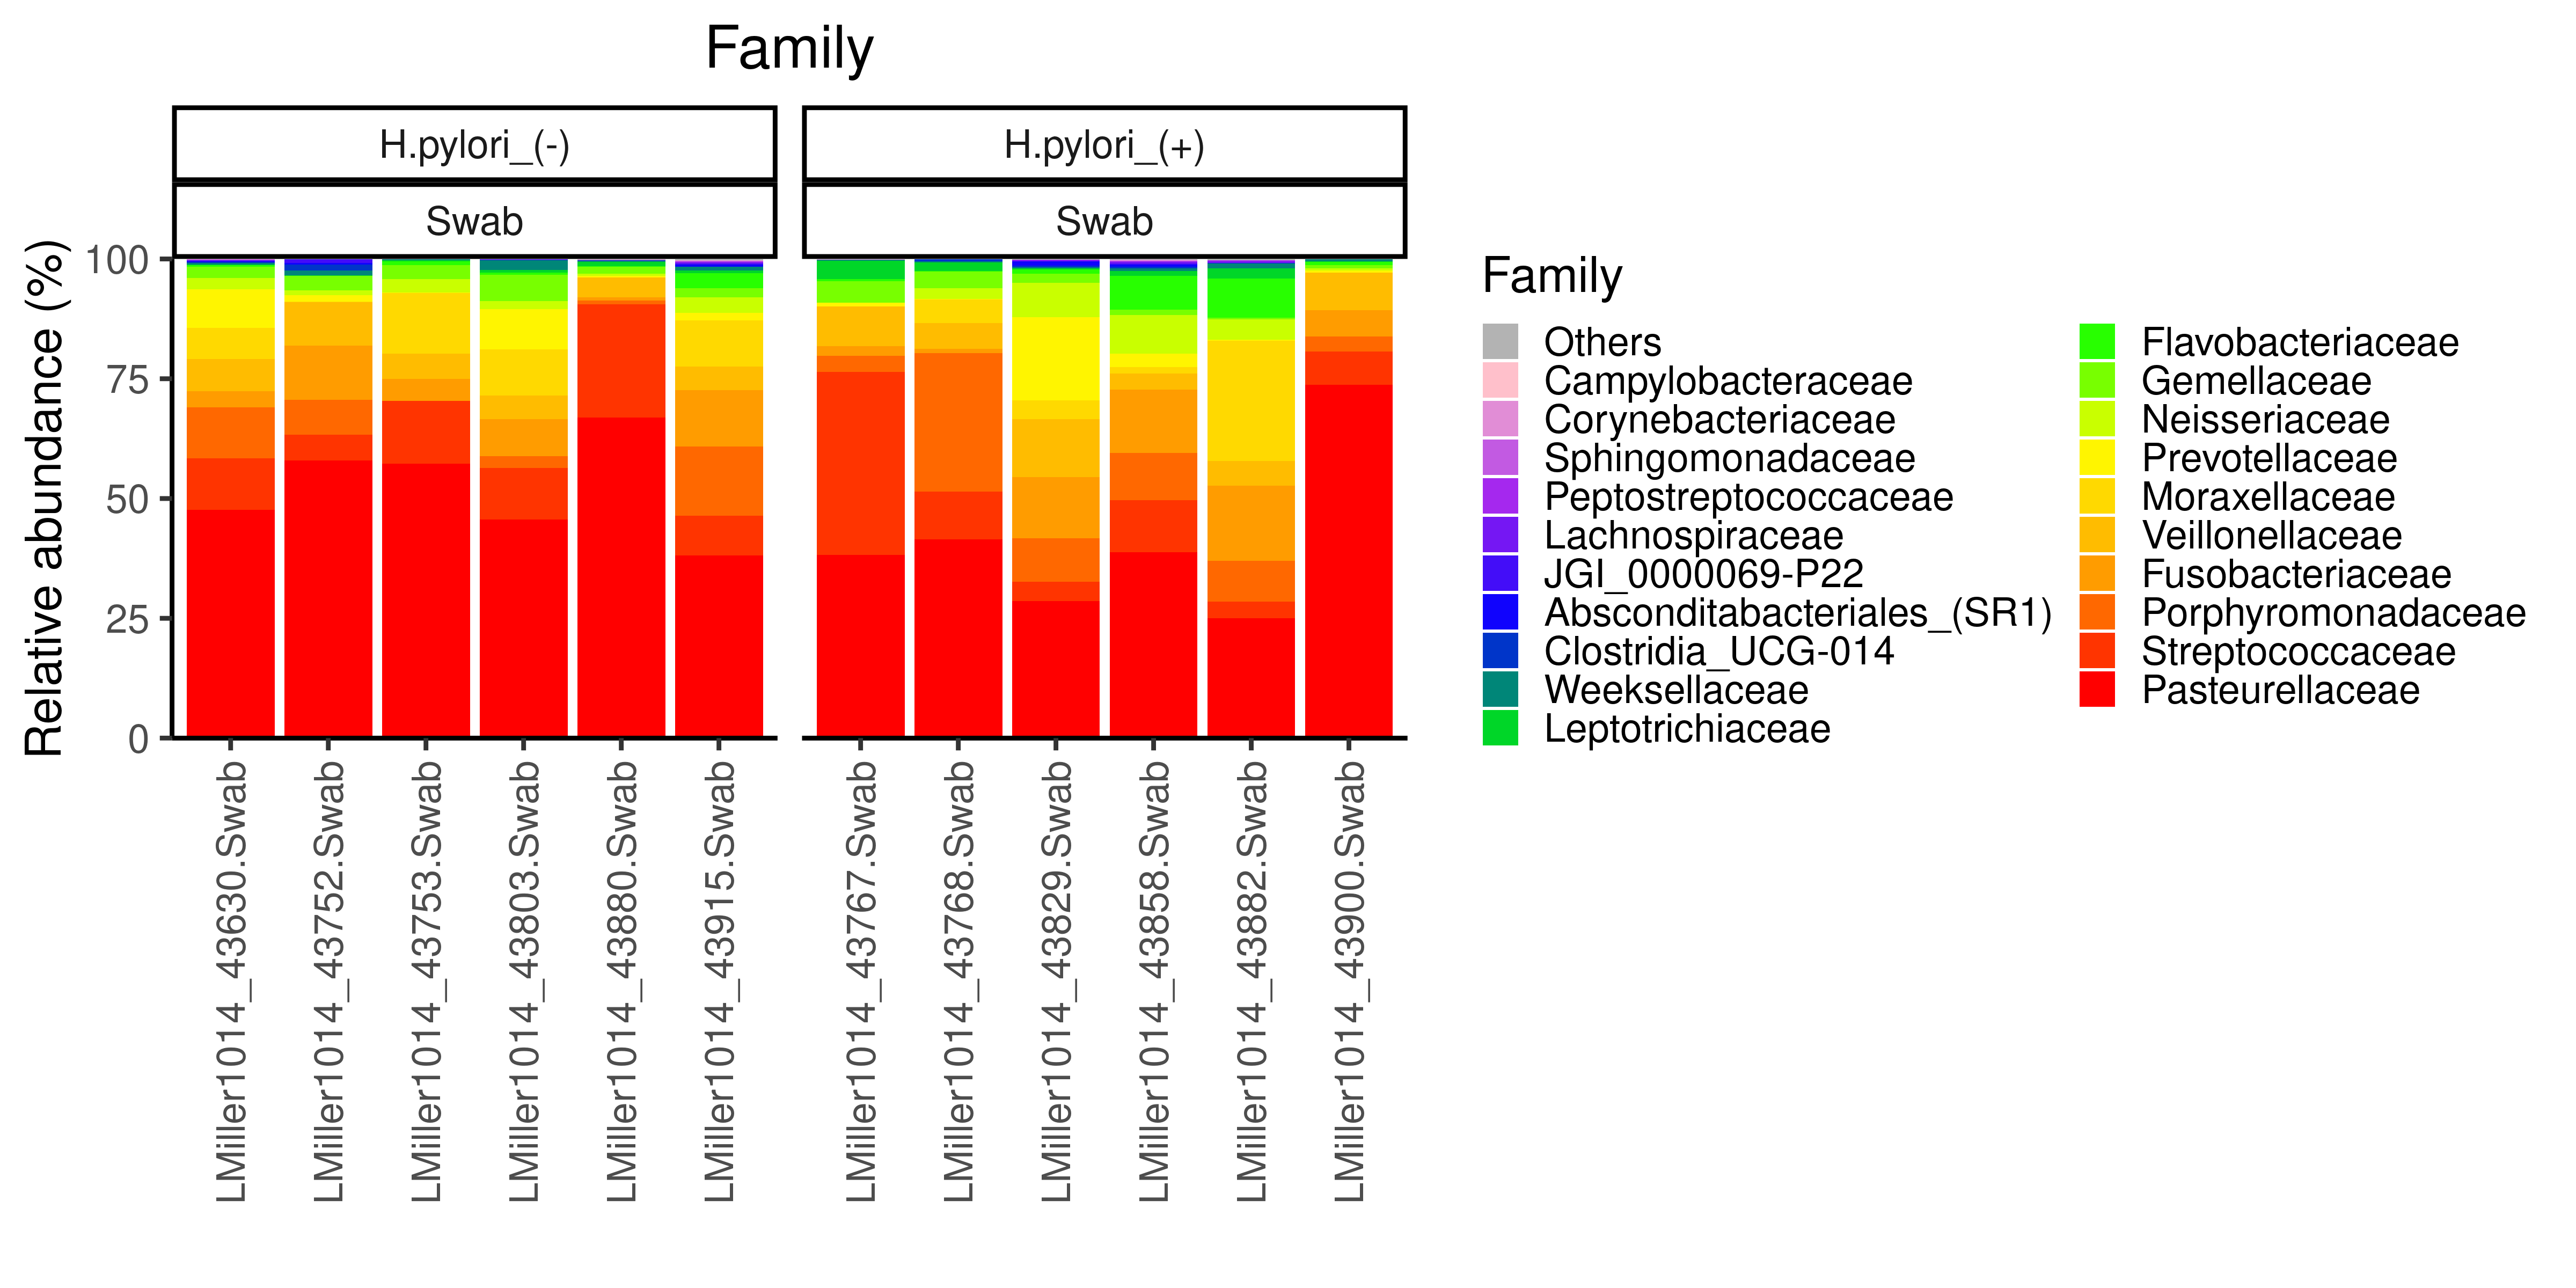 Family
H.pylori_(-)
H.pylori_(+)
Swab
Swab
Relative abundance (%)
100
75
50
25
0
LMiller1014_43630.Swab
LMiller1014_43752.Swab
LMiller1014_43753.Swab
LMiller1014_43803.Swab
LMiller1014_43880.Swab
LMiller1014_43915.Swab
LMiller1014_43767.Swab
LMiller1014_43768.Swab
LMiller1014_43829.Swab
LMiller1014_43858.Swab
LMiller1014_43882.Swab
LMiller1014_43900.Swab
Family
Others
Campylobacteraceae
Corynebacteriaceae
Sphingomonadaceae
Peptostreptococcaceae
Lachnospiraceae
JGI_0000069-P22
Absconditabacteriales_(SR1)
Clostridia_UCG-014
Weeksellaceae
Leptotrichiaceae
Flavobacteriaceae
Gemellaceae
Neisseriaceae
Prevotellaceae
Moraxellaceae
Veillonellaceae
Fusobacteriaceae
Porphyromonadaceae
Streptococcaceae
Pasteurellaceae